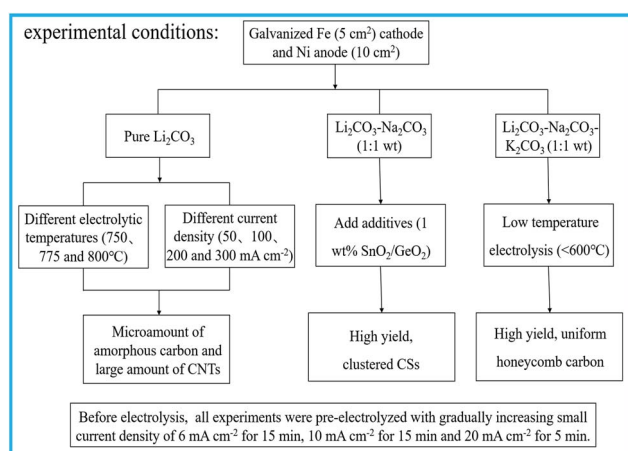 experimental conditions:
Galvanized Fe (5 cm²) cathode
and Ni anode (10 cm²)
Pure Li₂CO₃
Li₂CO₃-Na₂CO₃
(1:1 wt)
Li₂CO₃-Na₂CO₃-
K₂CO₃ (1:1 wt)
Different electrolytic
temperatures (750、
775 and 800℃)
Different current
density (50、100、
200 and 300 mA cm⁻²)
Add additives (1
wt% SnO₂/GeO₂)
Low temperature
electrolysis (<600℃)
Microamount of
amorphous carbon and
large amount of CNTs
High yield,
clustered CSs
High yield, uniform
honeycomb carbon
Before electrolysis, all experiments were pre-electrolyzed with gradually increasing small
current density of 6 mA cm⁻² for 15 min, 10 mA cm⁻² for 15 min and 20 mA cm⁻² for 5 min.